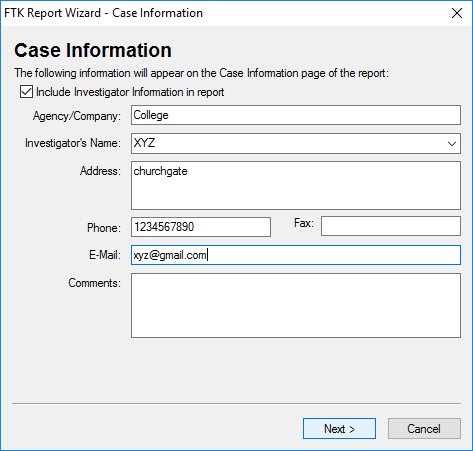 FTK Report Wizard - Case Information
Case Information
The following information will appear on the Case Information page of the report:
Include Investigator Information in report
Agency/Company: College
Investigator's Name: XYZ
Address: churchgate
Phone: 1234567890 Fax:
E-Mail: xyz@gmail.com
Comments:
Next > Cancel